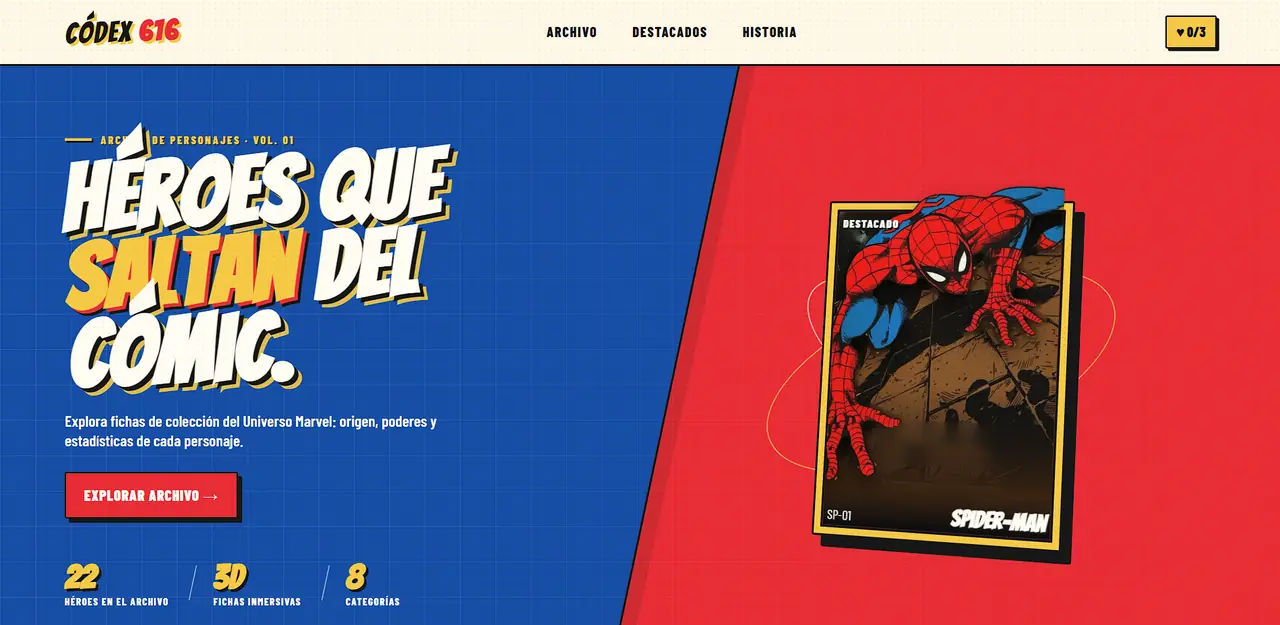 CÓDEX 616
ARCHIVO DESTACADOS HISTORIA
♥ 0/3
DE PERSONAJES · VOL. 01
HÉROES QUE
SALTAN DEL
CÓMIC.
Explora fichas de colección del Universo Marvel: origen, poderes y
estadísticas de cada personaje.
EXPLORAR ARCHIVO →
22
HÉROES EN EL ARCHIVO
3D
FICHAS INMERSIVAS
8
CATEGORÍAS
DESTACADO
SP-01
SPIDER-MAN